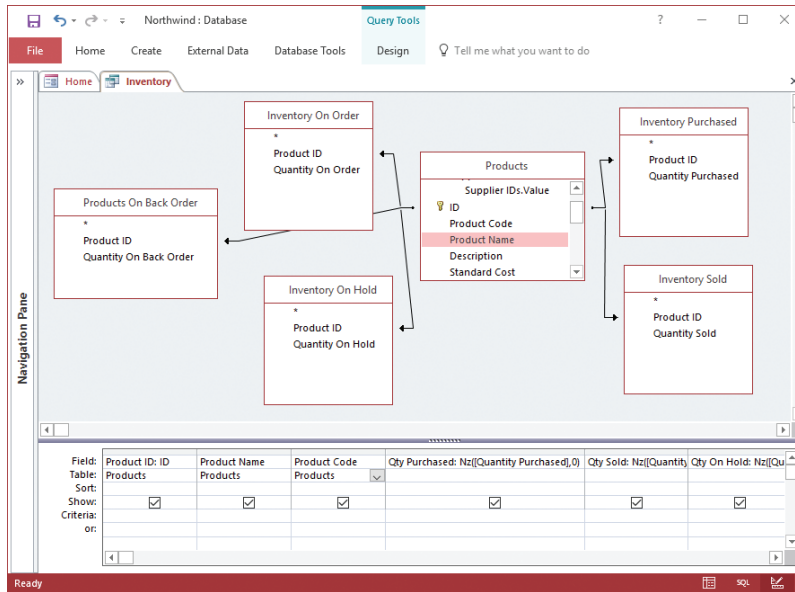 Northwind : Database
Query Tools
?
File Home Create External Data Database Tools Design Tell me what you want to do
» Home Inventory
Inventory On Order
*
Product ID
Quantity On Order
Inventory Purchased
*
Product ID
Quantity Purchased
Products
Supplier IDs.Value
ID
Product Code
Product Name
Description
Standard Cost
Products On Back Order
*
Product ID
Quantity On Back Order
Inventory On Hold
*
Product ID
Quantity On Hold
Inventory Sold
*
Product ID
Quantity Sold
Navigation Pane
Field: Product ID: ID Product Name Product Code Qty Purchased: Nz([Quantity Purchased],0) Qty Sold: Nz([Quantity Qty On Hold: Nz([Qu
Table: Products Products Products
Sort:
Show:
Criteria:
or:
Ready SQL